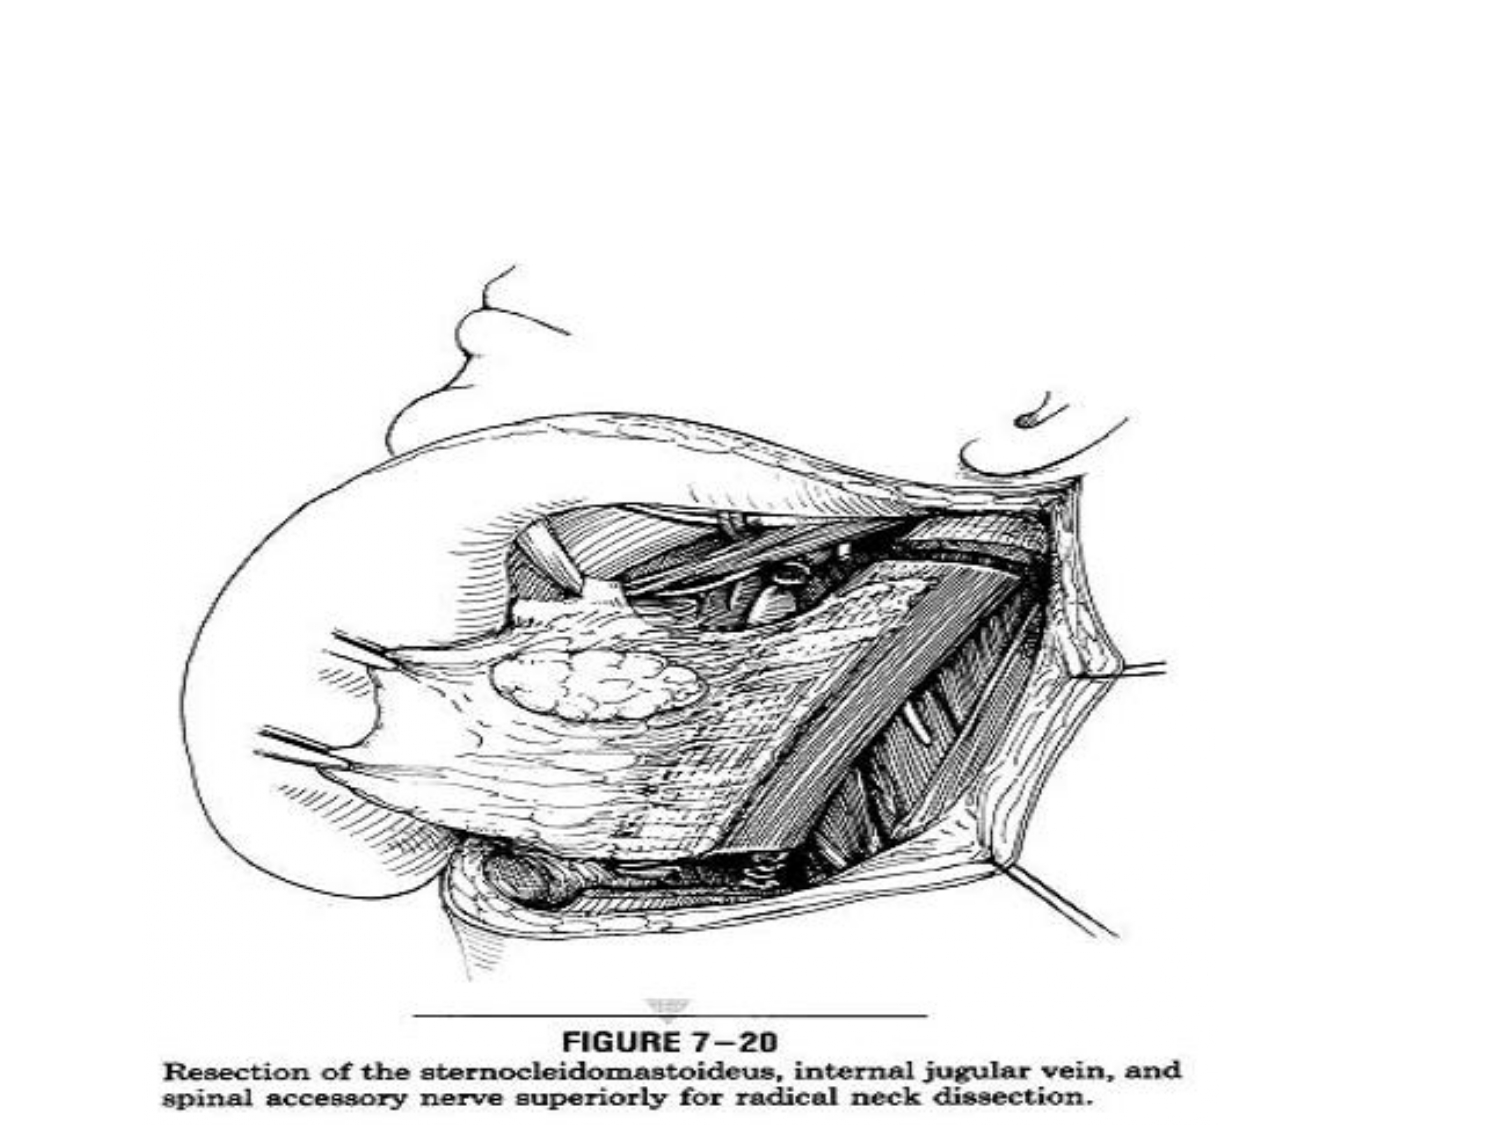 FIGURE 7–20
Resection of the sternocleidomastoideus, internal jugular vein, and
spinal accessory nerve superiorly for radical neck dissection.